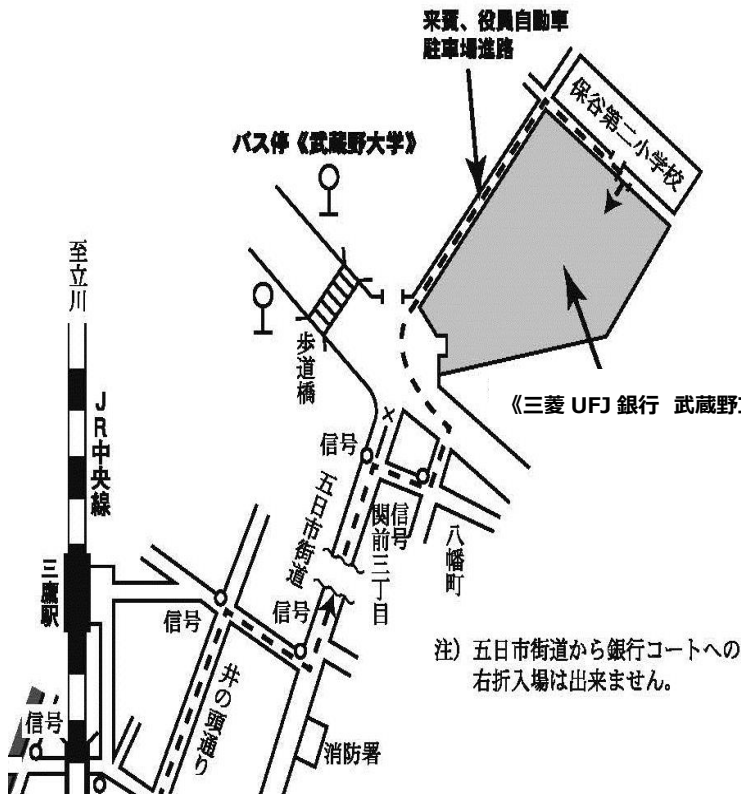 来賓、役員自動車
駐車場進路
保谷第二小学校
バス停《武蔵野大学》
至立川
歩道橋
JR中央線
《三菱 UFJ 銀行 武蔵野
信号
五日市街道
関前三丁目
信号
八幡町
三鷹駅
信号
信号
井の頭通り
注）五日市街道から銀行コートへの
右折入場は出来ません。
信号
消防署